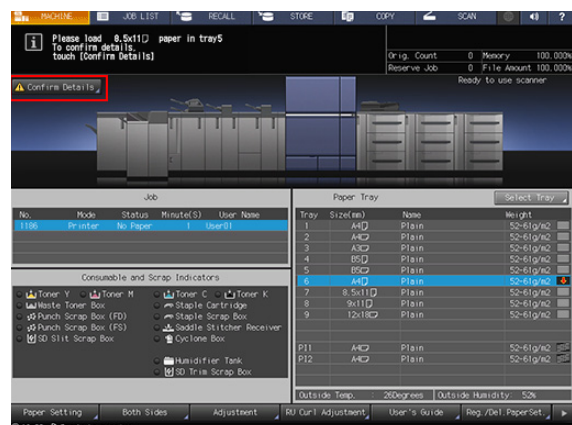 MACHINE JOB LIST RECALL STORE COPY SCAN ?
i Please load 8.5x11 paper in tray5
To confirm details,
touch [Confirm Details]
Orig. Count 0 Memory 100.000%
Reserve Job 0 File Amount 100.000%
Ready to use scanner
Confirm Details
Job
No. Mode Status Minute(S) User Name
1186 Printer No Paper 1 User01
Consumable and Scrap Indicators
Toner Y Toner M Toner C Toner K
Waste Toner Box Staple Cartridge
Punch Scrap Box (FD) Staple Scrap Box
Punch Scrap Box (FS) Saddle Stitcher Receiver
SD Slit Scrap Box Cyclone Box
Humidifier Tank
SD Trim Scrap Box
Paper Tray Select Tray
Tray Size(mm) Name Weight
1 A4 Plain 52-61g/m2
2 A4 Plain 52-61g/m2
3 A3 Plain 52-61g/m2
4 B5 Plain 52-61g/m2
5 B5 Plain 52-61g/m2
6 A4 Plain 52-61g/m2
7 8.5x11 Plain 52-61g/m2
8 9x11 Plain 52-61g/m2
9 12x18 Plain 52-61g/m2
PI1 A4 Plain 52-61g/m2
PI2 A4 Plain 52-61g/m2
Outside Temp. : 26Degrees Outside Humidity: 52%
Paper Setting Both Sides Adjustment RU Curl Adjustment User's Guide Reg./Del.PaperSet.